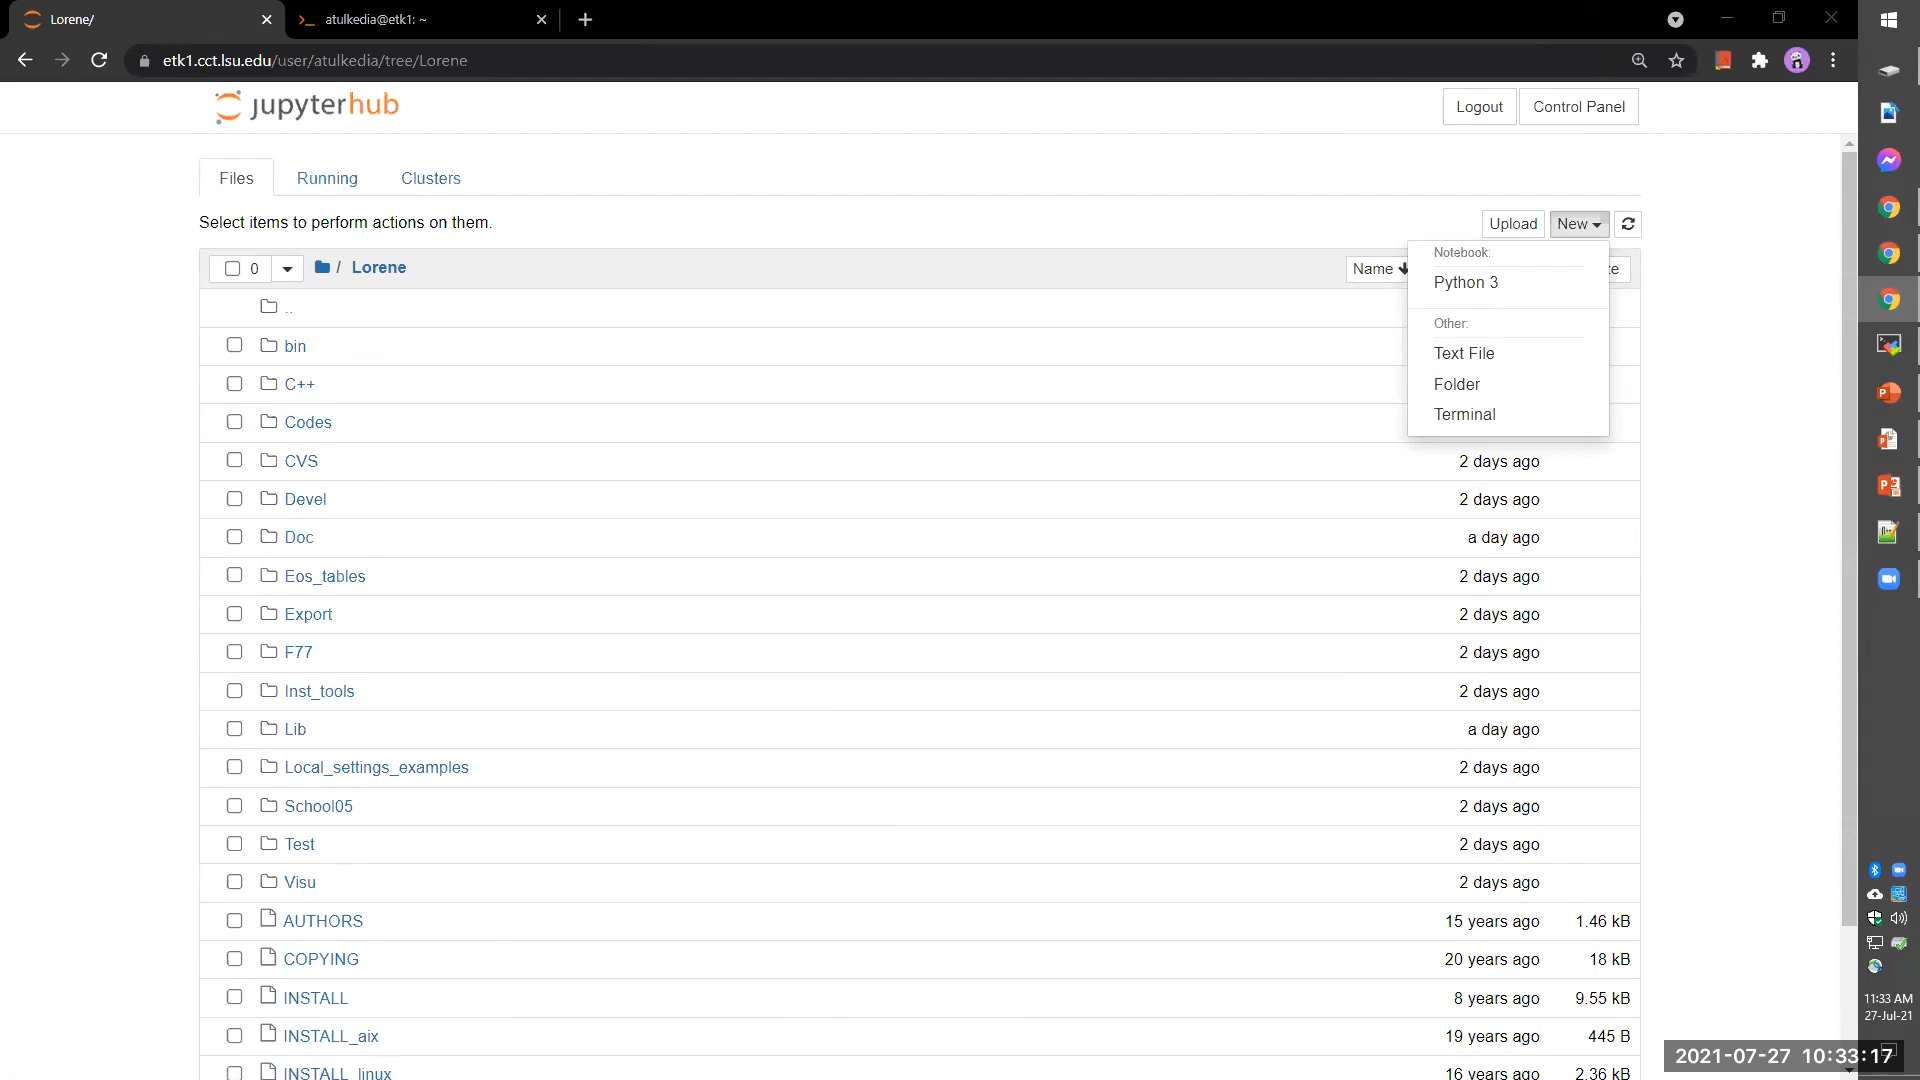 Lorene/
atulkedia@etk1: ~
etk1.cct.lsu.edu/user/atulkedia/tree/Lorene
jupyterhub
Logout
Control Panel
Files
Running
Clusters
Select items to perform actions on them.
Upload
New
0
/ Lorene
Name
ze
Notebook:
Python 3
Other:
Text File
Folder
Terminal
..
bin
C++
Codes
CVS 2 days ago
Devel 2 days ago
Doc a day ago
Eos_tables 2 days ago
Export 2 days ago
F77 2 days ago
Inst_tools 2 days ago
Lib a day ago
Local_settings_examples 2 days ago
School05 2 days ago
Test 2 days ago
Visu 2 days ago
AUTHORS 15 years ago 1.46 kB
COPYING 20 years ago 18 kB
INSTALL 8 years ago 9.55 kB
INSTALL_aix 19 years ago 445 B
INSTALL_linux 16 years ago 2.36 kB
11:33 AM
27-Jul-21
2021-07-27 10:33:17